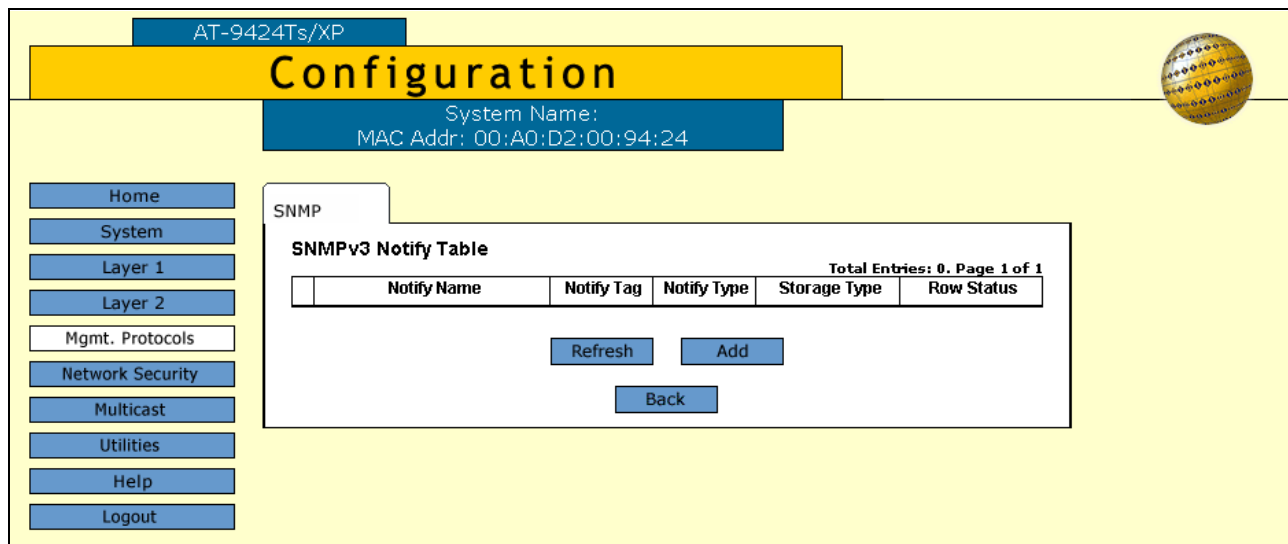 AT-9424Ts/XP
Configuration
System Name:
MAC Addr: 00:A0:D2:00:94:24
Home
System
Layer 1
Layer 2
Mgmt. Protocols
Network Security
Multicast
Utilities
Help
Logout
SNMP
SNMPv3 Notify Table
Total Entries: 0. Page 1 of 1
Notify Name Notify Tag Notify Type Storage Type Row Status
Refresh Add
Back